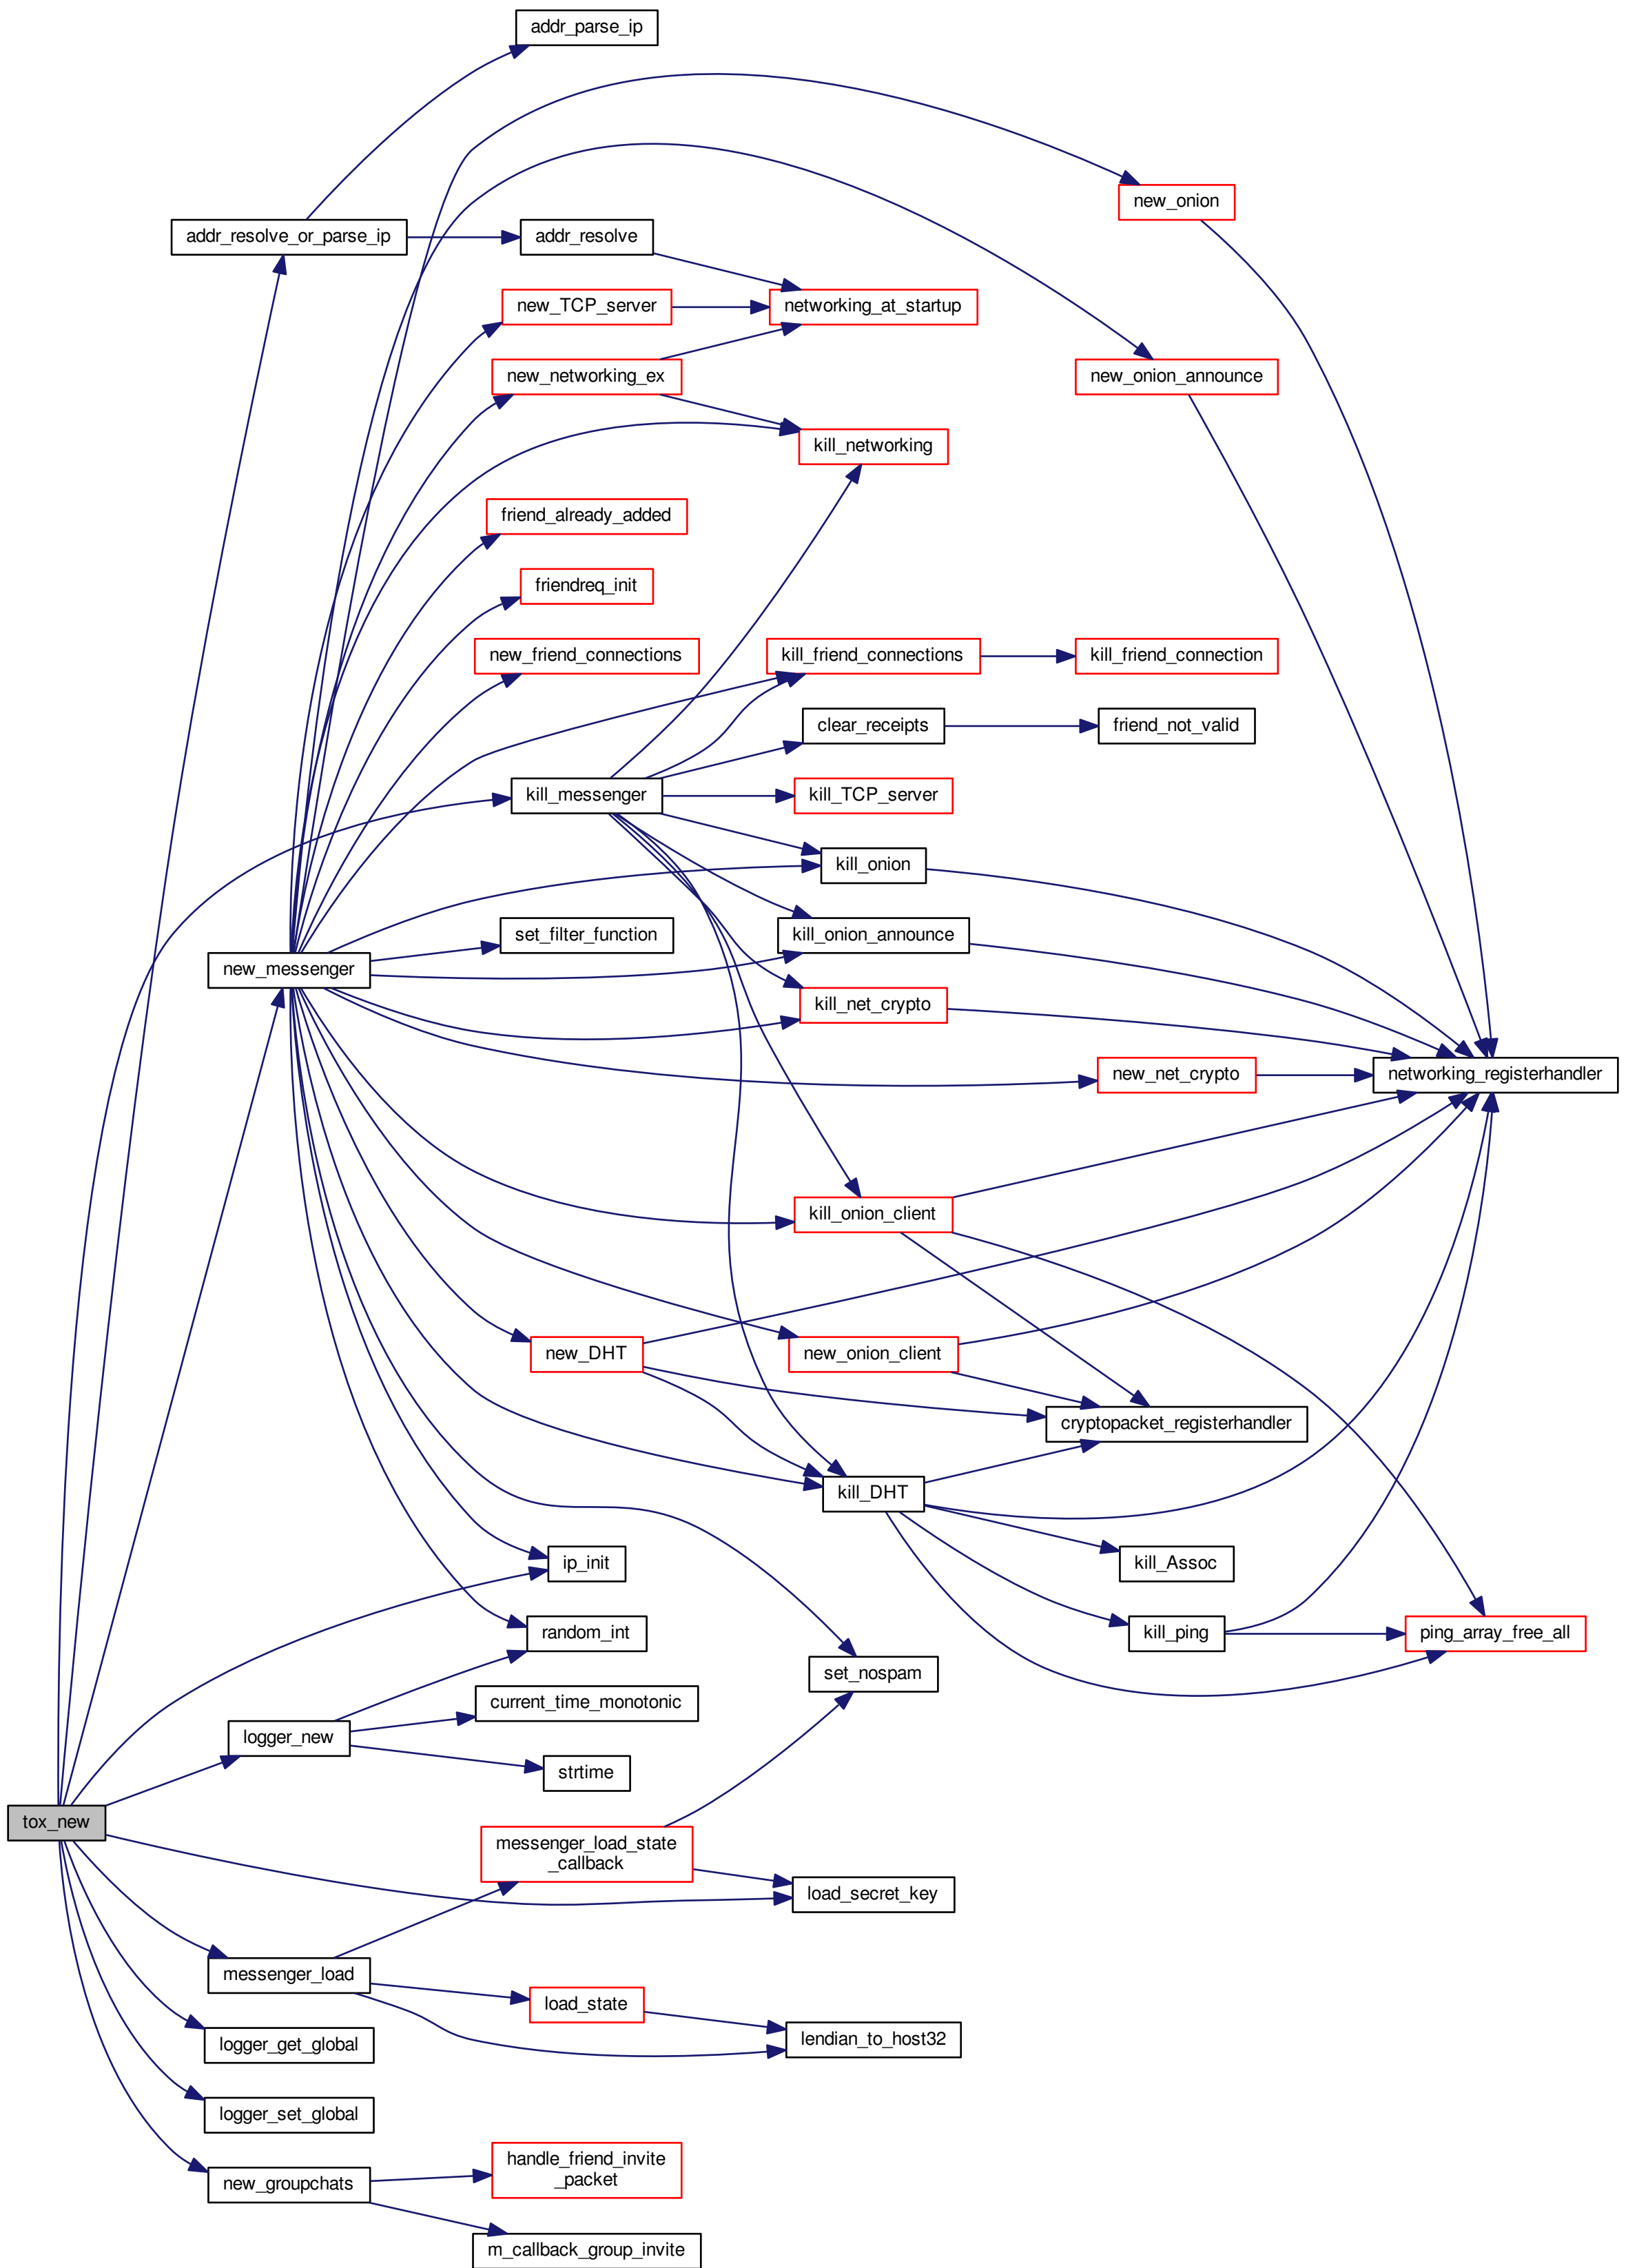 addr_parse_ip
new_onion
addr_resolve_or_parse_ip
addr_resolve
new_TCP_server
networking_at_startup
new_networking_ex
new_onion_announce
kill_networking
friend_already_added
friendreq_init
new_friend_connections
kill_friend_connections
kill_friend_connection
clear_receipts
friend_not_valid
kill_messenger
kill_TCP_server
kill_onion
set_filter_function
kill_onion_announce
new_messenger
kill_net_crypto
new_net_crypto
networking_registerhandler
kill_onion_client
new_DHT
new_onion_client
cryptopacket_registerhandler
kill_DHT
ip_init
kill_Assoc
random_int
kill_ping
ping_array_free_all
set_nospam
current_time_monotonic
logger_new
strtime
tox_new
messenger_load_state
_callback
load_secret_key
messenger_load
load_state
lendian_to_host32
logger_get_global
logger_set_global
handle_friend_invite
_packet
new_groupchats
m_callback_group_invite